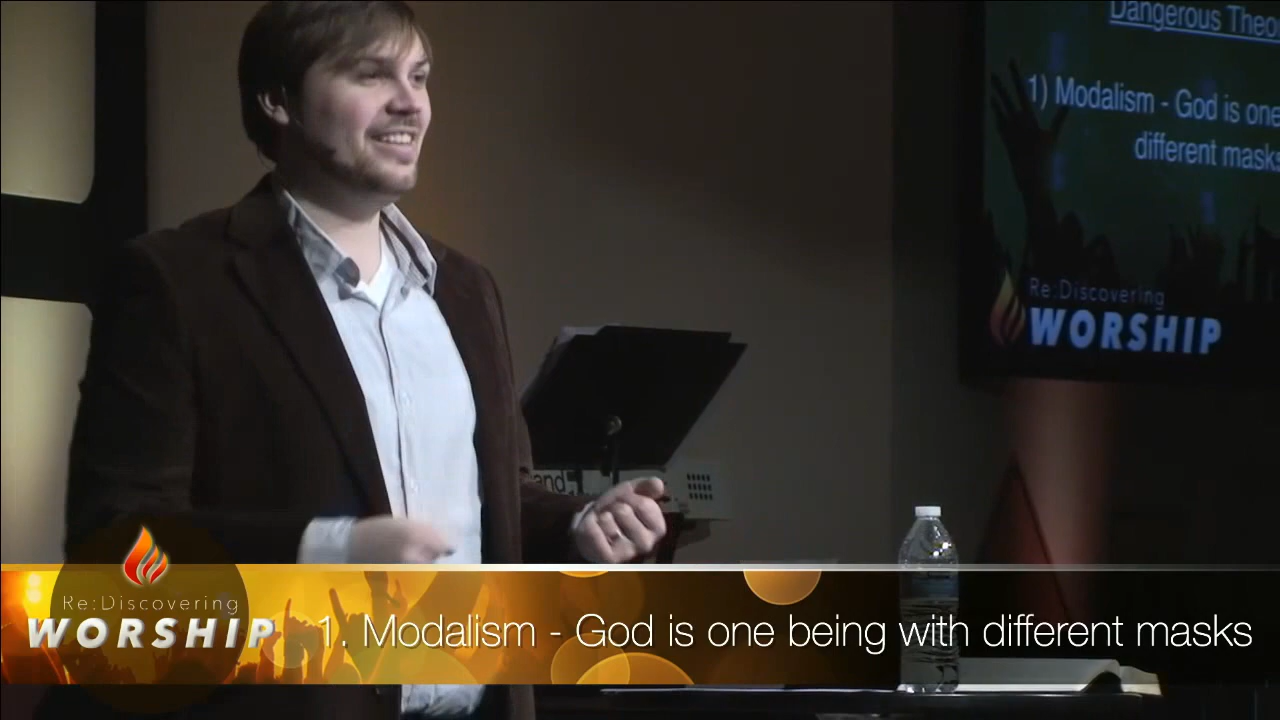 Dangerous Theo
1) Modalism - God is one
different masks
Re:Discovering
WORSHIP
and
Re:Discovering
WORSHIP
1. Modalism - God is one being with different masks